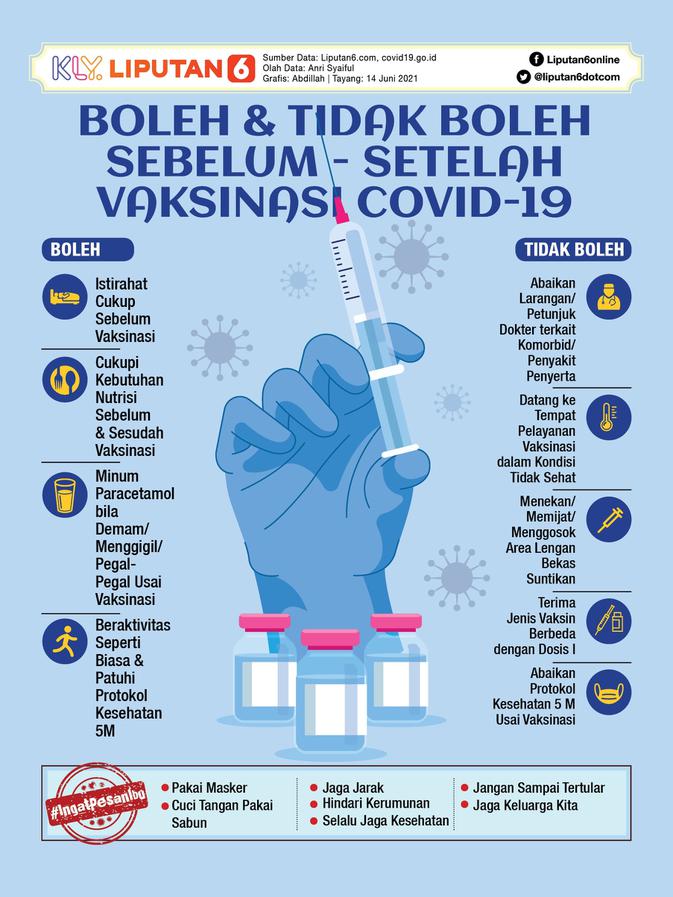 KLY. LIPUTAN 6
Sumber Data: Liputan6.com, covid19.go.id
Olah Data: Anri Syaiful
Grafis: Abdillah | Tayang: 14 Juni 2021
Liputan6online
@liputan6dotcom
BOLEH & TIDAK BOLEH
SEBELUM - SETELAH
VAKSINASI COVID-19
BOLEH
Istirahat
Cukup
Sebelum
Vaksinasi
Cukupi
Kebutuhan
Nutrisi
Sebelum
& Sesudah
Vaksinasi
Minum
Paracetamol
bila
Demam/
Menggigil/
Pegal-
Pegal Usai
Vaksinasi
Beraktivitas
Seperti
Biasa &
Patuhi
Protokol
Kesehatan
5M
TIDAK BOLEH
Abaikan
Larangan/
Petunjuk
Dokter terkait
Komorbid/
Penyakit
Penyerta
Datang ke
Tempat
Pelayanan
Vaksinasi
dalam Kondisi
Tidak Sehat
Menekan/
Memijat/
Menggosok
Area Lengan
Bekas
Suntikan
Terima
Jenis Vaksin
Berbeda
dengan Dosis I
Abaikan
Protokol
Kesehatan 5 M
Usai Vaksinasi
#IngatPesanIbu
Pakai Masker
Cuci Tangan Pakai
Sabun
Jaga Jarak
Hindari Kerumunan
Selalu Jaga Kesehatan
Jangan Sampai Tertular
Jaga Keluarga Kita